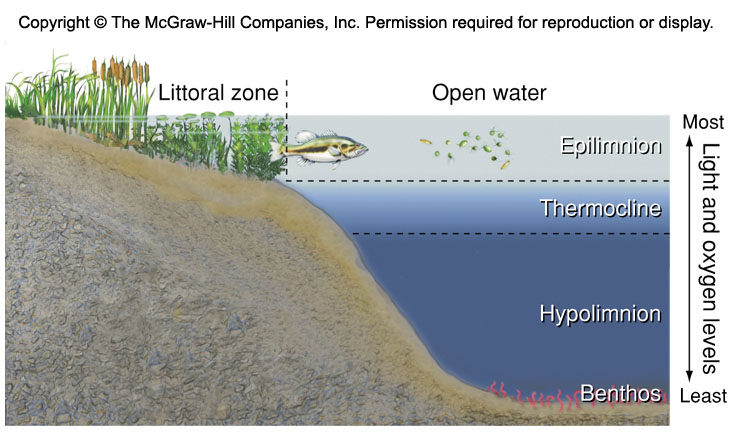 Copyright © The McGraw-Hill Companies, Inc. Permission required for reproduction or display.
Littoral zone
Open water
Most
Epilimnion
Thermocline
Light and oxygen levels
Hypolimnion
Benthos
Least